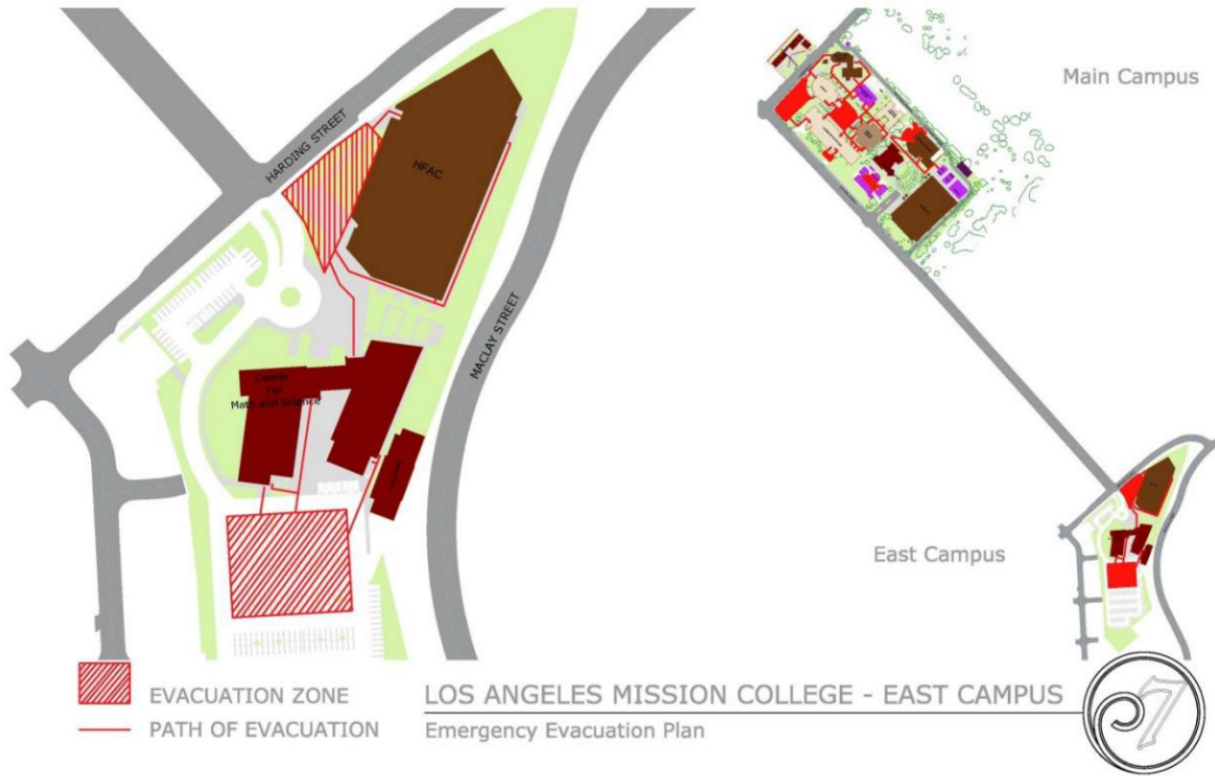 HARDING STREET
HFAC
MACLAY STREET
Center
For
Math and Science
Main Campus
East Campus
EVACUATION ZONE
PATH OF EVACUATION
LOS ANGELES MISSION COLLEGE - EAST CAMPUS
Emergency Evacuation Plan
7